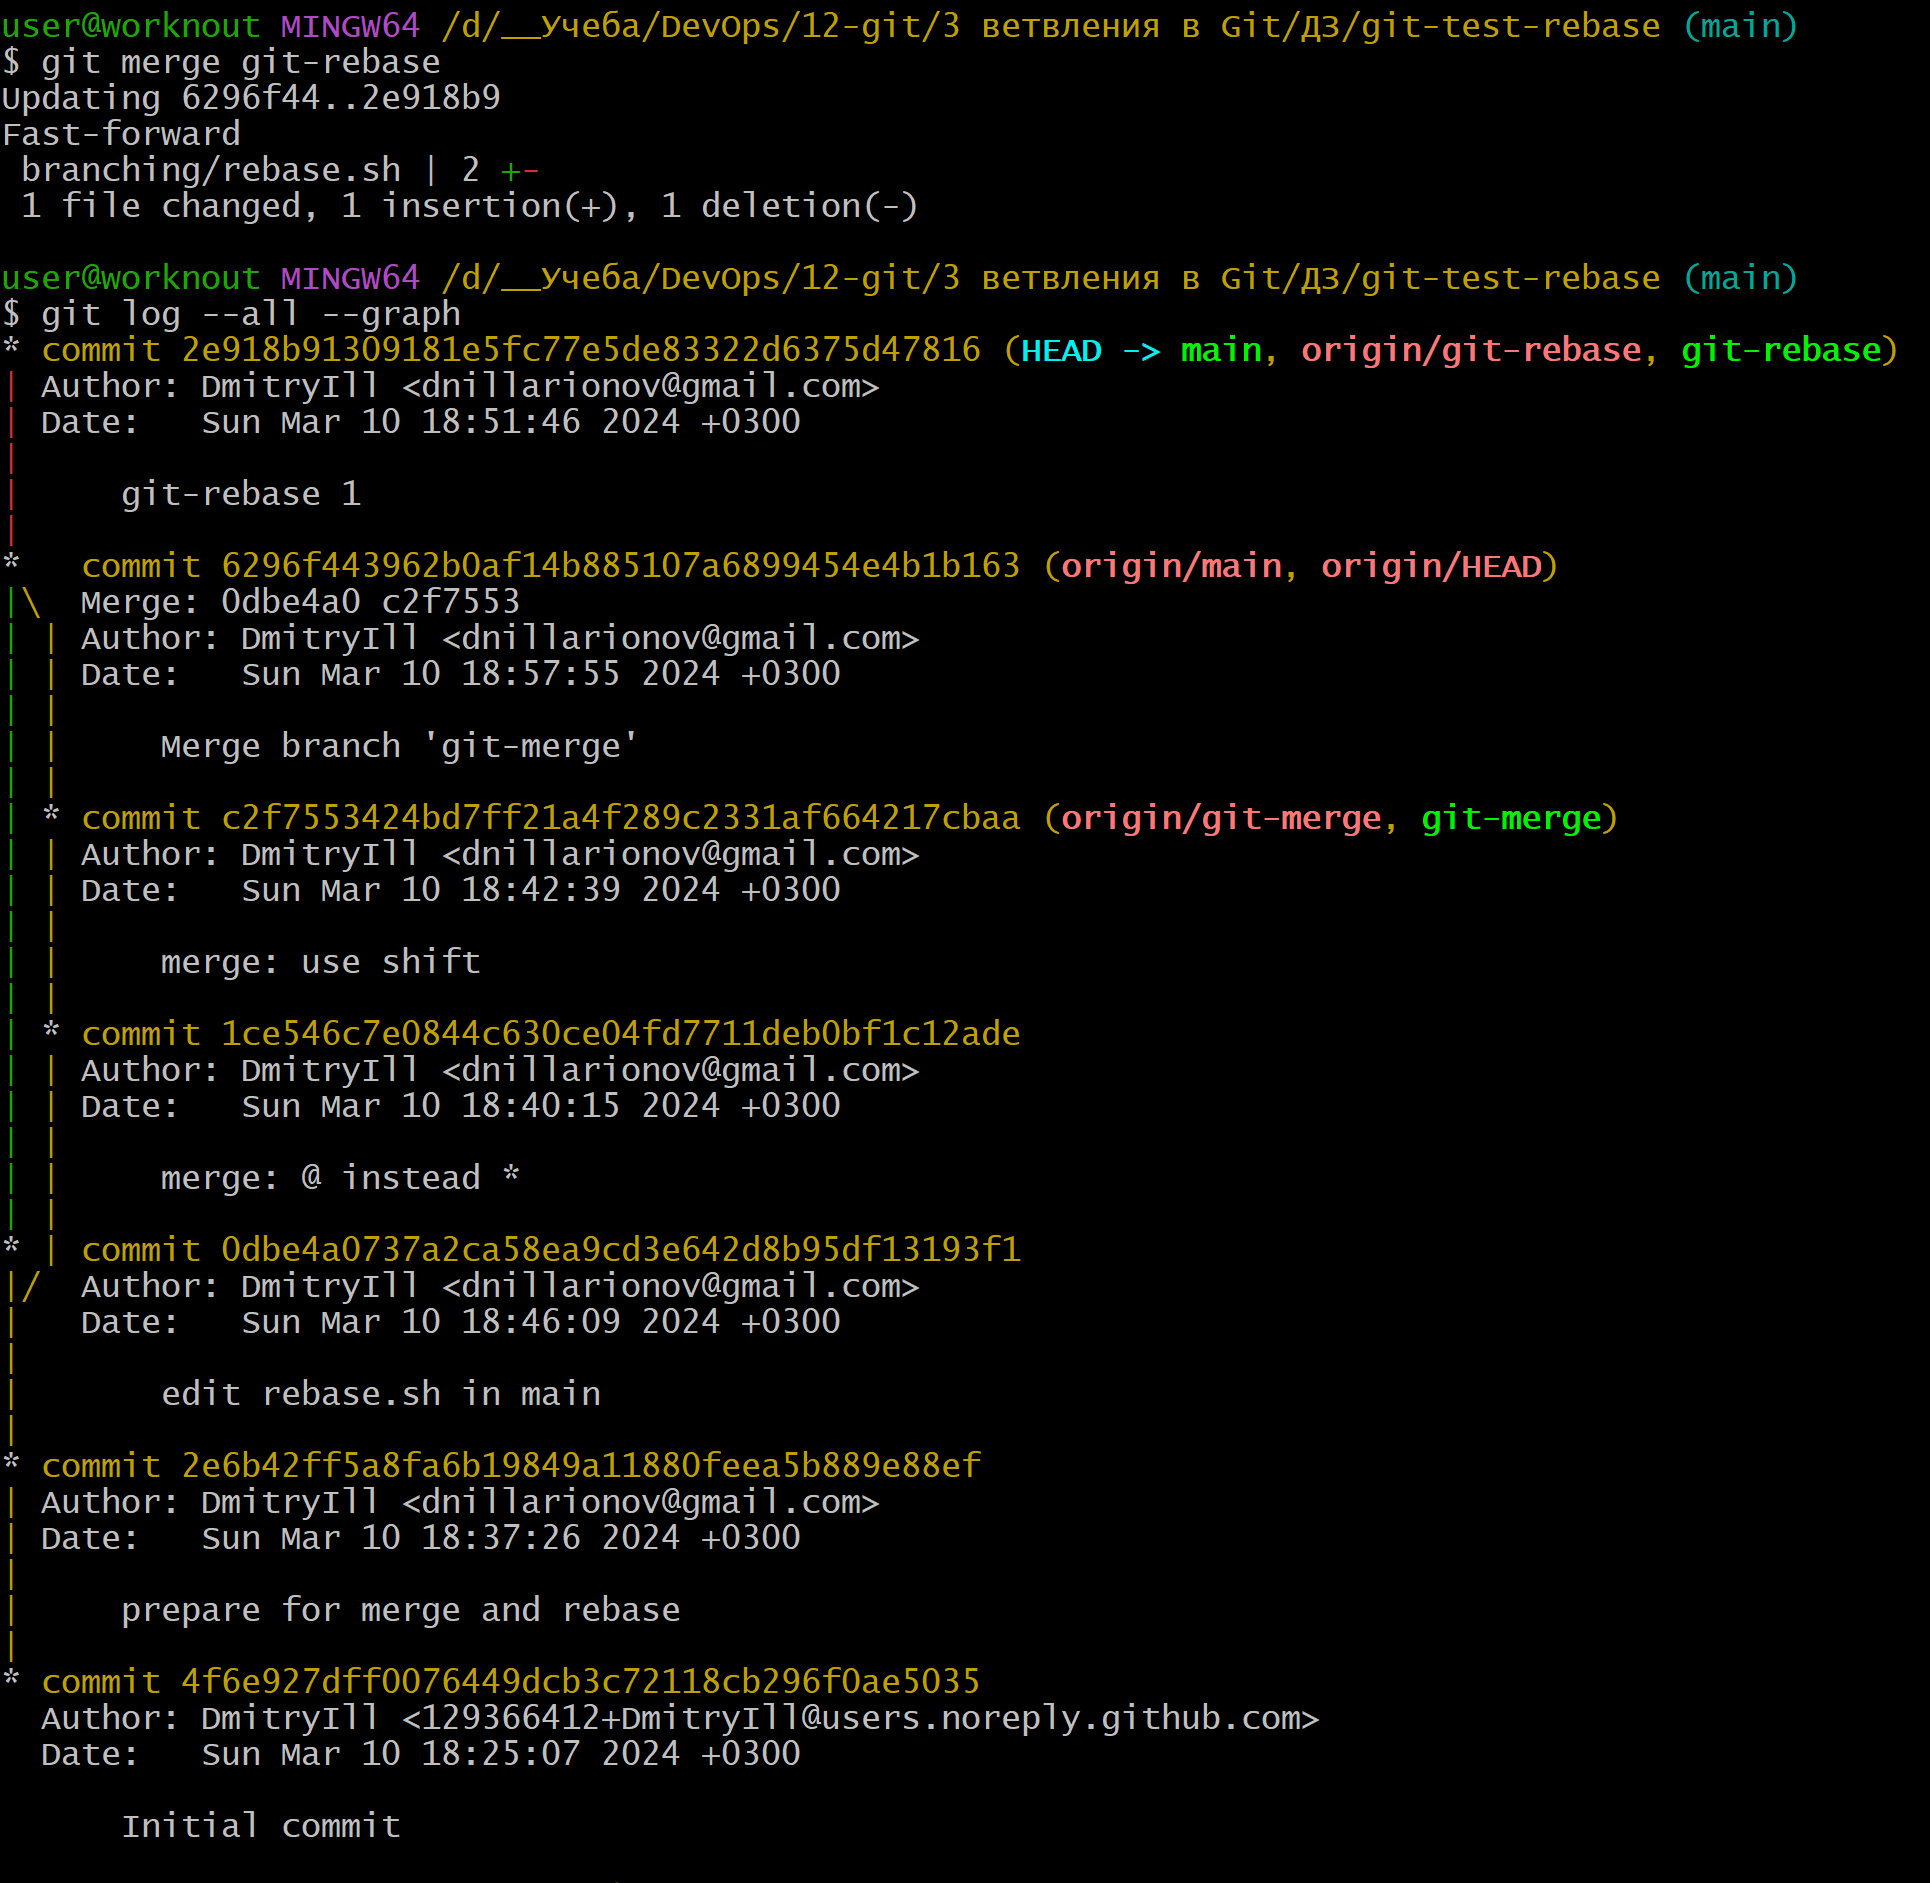 user@worknout MINGW64 /d/__Учеба/DevOps/12-git/3 ветвления в Git/ДЗ/git-test-rebase (main)
$ git merge git-rebase
Updating 6296f44..2e918b9
Fast-forward
 branching/rebase.sh | 2 +-
 1 file changed, 1 insertion(+), 1 deletion(-)

user@worknout MINGW64 /d/__Учеба/DevOps/12-git/3 ветвления в Git/ДЗ/git-test-rebase (main)
$ git log --all --graph
* commit 2e918b91309181e5fc77e5de83322d6375d47816 (HEAD -> main, origin/git-rebase, git-rebase)
| Author: DmitryIll <dnillarionov@gmail.com>
| Date:   Sun Mar 10 18:51:46 2024 +0300
|
|     git-rebase 1
|
*   commit 6296f443962b0af14b885107a6899454e4b1b163 (origin/main, origin/HEAD)
|\  Merge: 0dbe4a0 c2f7553
| | Author: DmitryIll <dnillarionov@gmail.com>
| | Date:   Sun Mar 10 18:57:55 2024 +0300
| |
| |     Merge branch 'git-merge'
| |
| * commit c2f7553424bd7ff21a4f289c2331af664217cbaa (origin/git-merge, git-merge)
| | Author: DmitryIll <dnillarionov@gmail.com>
| | Date:   Sun Mar 10 18:42:39 2024 +0300
| |
| |     merge: use shift
| |
| * commit 1ce546c7e0844c630ce04fd7711deb0bf1c12ade
| | Author: DmitryIll <dnillarionov@gmail.com>
| | Date:   Sun Mar 10 18:40:15 2024 +0300
| |
| |     merge: @ instead *
| |
* | commit 0dbe4a0737a2ca58ea9cd3e642d8b95df13193f1
|/  Author: DmitryIll <dnillarionov@gmail.com>
|   Date:   Sun Mar 10 18:46:09 2024 +0300
|
|       edit rebase.sh in main
|
* commit 2e6b42ff5a8fa6b19849a11880feea5b889e88ef
| Author: DmitryIll <dnillarionov@gmail.com>
| Date:   Sun Mar 10 18:37:26 2024 +0300
|
|     prepare for merge and rebase
|
* commit 4f6e927dff0076449dcb3c72118cb296f0ae5035
  Author: DmitryIll <129366412+DmitryIll@users.noreply.github.com>
  Date:   Sun Mar 10 18:25:07 2024 +0300

      Initial commit